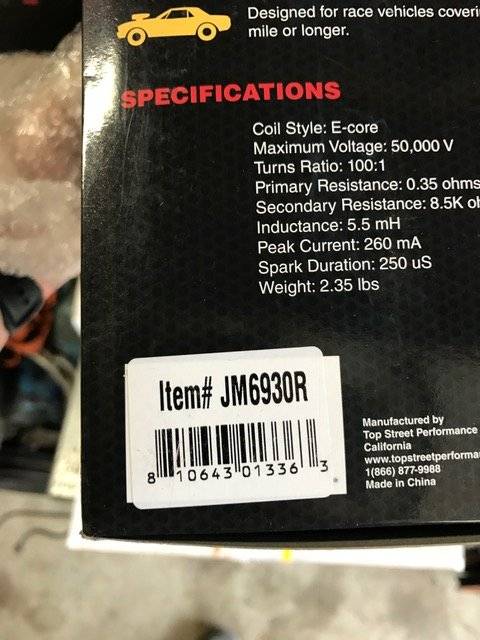 Designed for race vehicles
mile or longer.
SPECIFICATIONS
Coil Style: E-core
Maximum Voltage: 50,000 V
Turns Ratio: 100:1
Primary Resistance: 0.35 ohms
Secondary Resistance: 8.5K
Inductance: 5.5 mH
Peak Current: 260 mA
Spark Duration: 250 uS
Weight: 2.35 lbs
Item# JM6930R
8 10643 01336 3
Manufactured by
Top Street Performance
California
www.topstreetperforma
1(866) 877-9988
Made in China